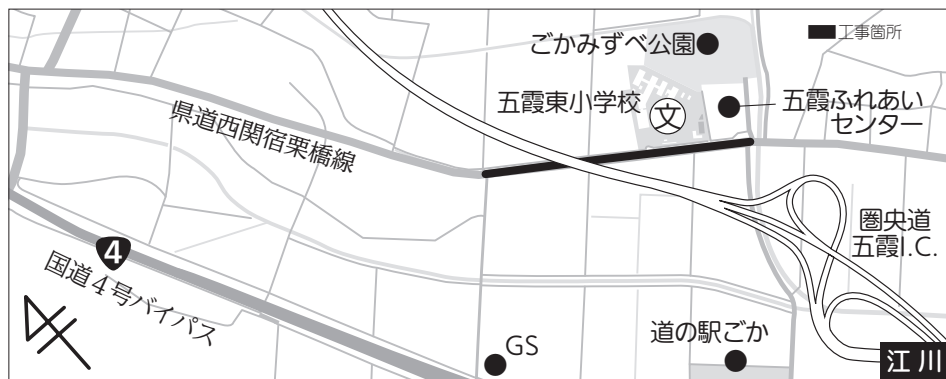 ごかみずべ公園
工事箇所
五霞東小学校
文
五霞ふれあい
センター
県道西関宿栗橋線
圏央道
五霞I.C.
4
国道4号バイパス
GS
道の駅ごか
江川